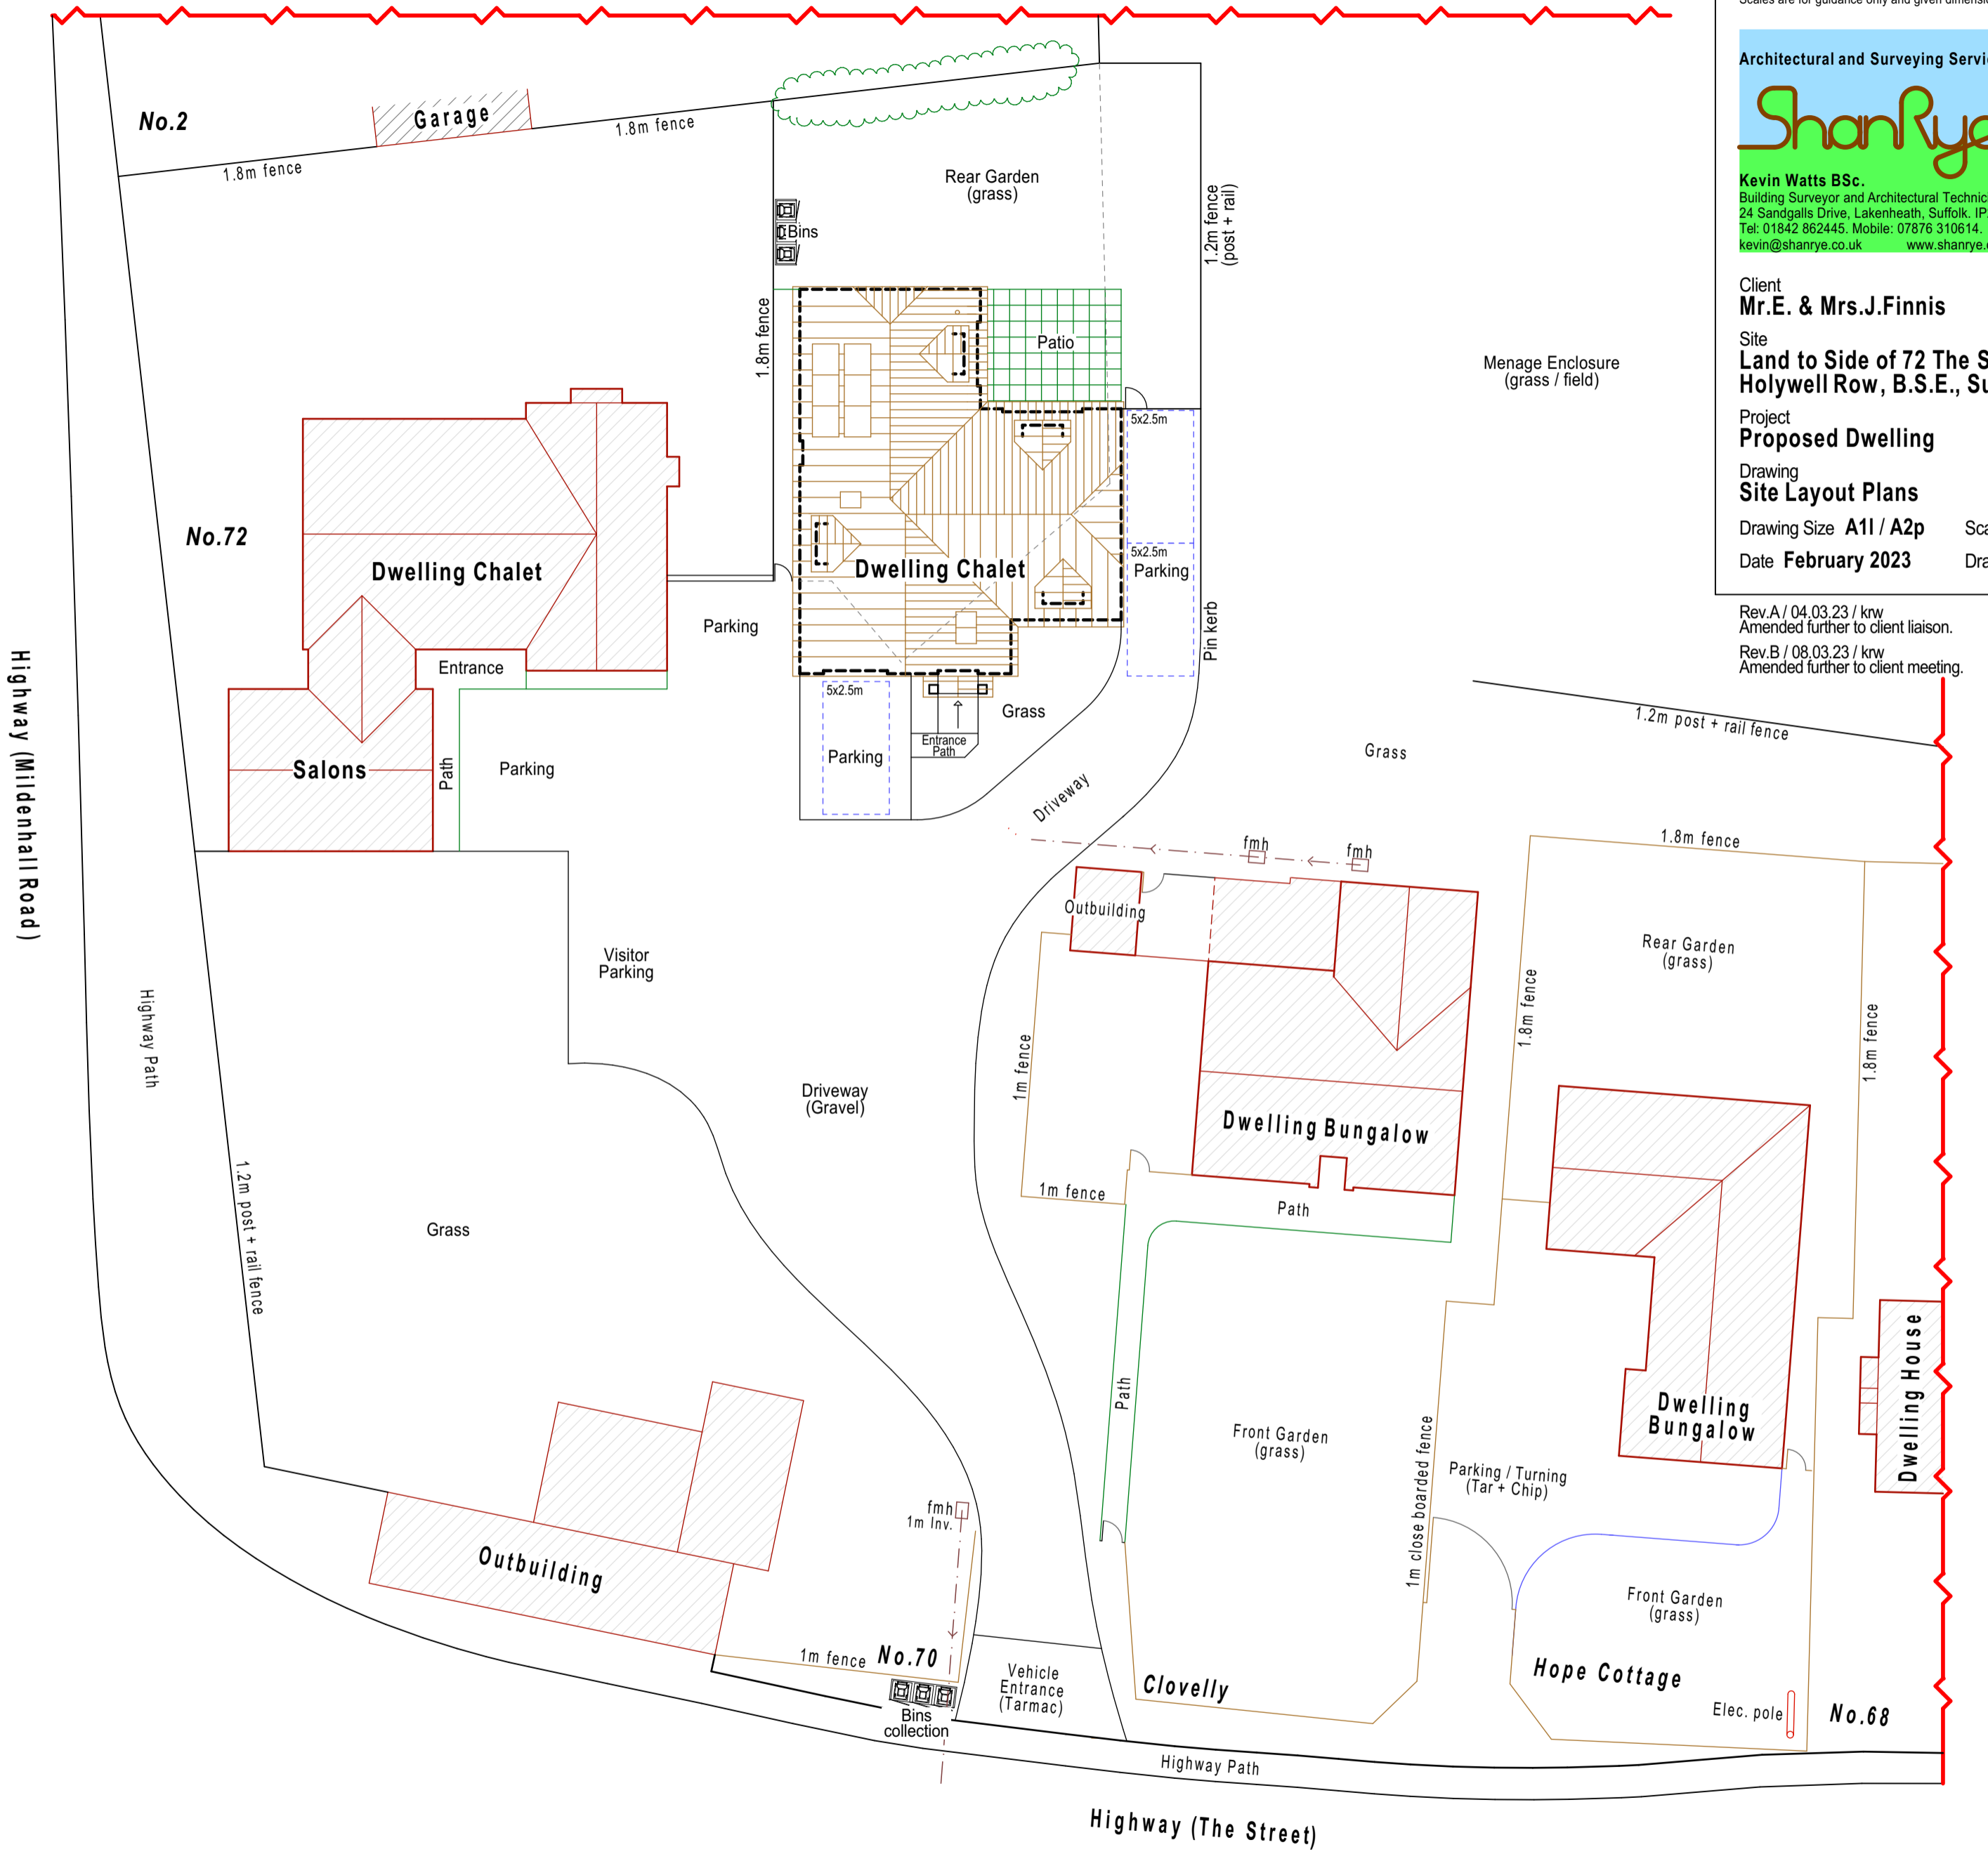 Scales are for guidance only and given
Architectural and Surveying
ShanRye
Kevin Watts BSc.
Building Surveyor and Architectural
24 Sandgalls Drive, Lakenheath, Suffolk.
Tel: 01842 862445. Mobile: 07876 310614.
kevin@shanrye.co.uk
Client
Mr.E. & Mrs.J.Finnis
Site
Land to Side of 72 The
Holywell Row, B.S.E.,
Project
Proposed Dwelling
Drawing
Site Layout Plans
Drawing Size A1l / A2p
Date February 2023
Rev.A / 04.03.23 / krw
Amended further to client liaison.
Rev.B / 08.03.23 / krw
Amended further to client meeting.
No.2
Garage
1.8m fence
1.8m fence
Rear Garden
(grass)
Bins
1.2m fence
(post + rail)
1.8m fence
Patio
Menage Enclosure
(grass / field)
5x2.5m
No.72
Dwelling Chalet
Dwelling Chalet
5x2.5m
Parking
Parking
Pin kerb
Entrance
5x2.5m
Grass
Entrance
Path
Parking
Salons
Path
Parking
Driveway
Grass
1.2m post + rail fence
Highway (Mildenhall Road)
Highway Path
Visitor
Parking
fmh
fmh
Outbuilding
1.8m fence
Rear Garden
(grass)
1.8m fence
1.8m fence
1m fence
Driveway
(Gravel)
Dwelling Bungalow
1m fence
Path
1.2m post + rail fence
Grass
Path
Front Garden
(grass)
1m close boarded fence
Dwelling
Bungalow
Dwelling House
Parking / Turning
(Tar + Chip)
fmh
1m Inv.
Outbuilding
Front Garden
(grass)
1m fence
No.70
Vehicle
Entrance
(Tarmac)
Clovelly
Hope Cottage
Elec. pole
No.68
Bins
collection
Highway Path
Highway (The Street)